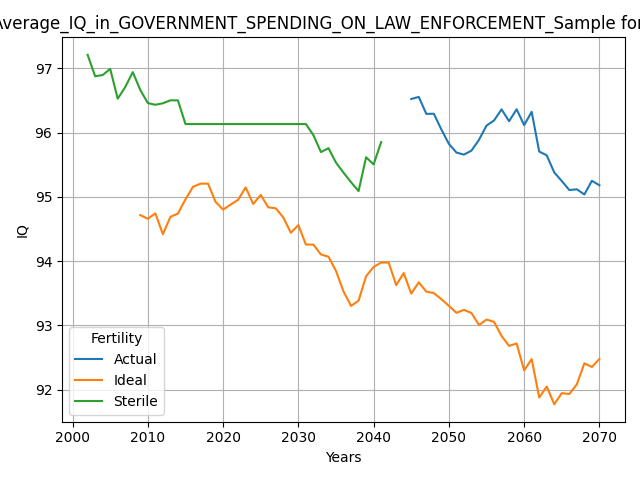 Average_IQ_in_GOVERNMENT_SPENDING_ON_LAW_ENFORCEMENT_Sample for
97
96
95
94
93
92
IQ
Fertility
Actual
Ideal
Sterile
2000 2010 2020 2030 2040 2050 2060 2070
Years